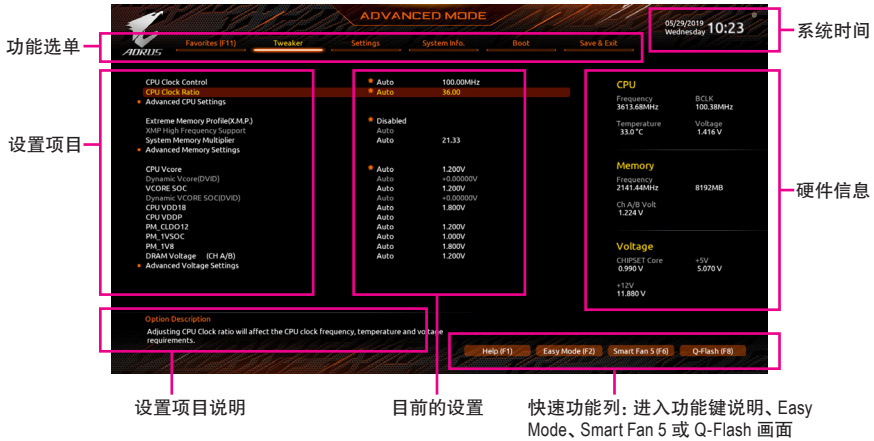 ADVANCED MODE
05/29/2019 Wednesday 10:23
系统时间
功能选单
AORUS
Favorites (F11) Tweaker Settings System Info. Boot Save & Exit
CPU Clock Control Auto 100.00MHz
CPU Clock Ratio Auto 36.00
Advanced CPU Settings
Extreme Memory Profile(X.M.P.) Disabled
XMP High Frequency Support Auto
System Memory Multiplier Auto 21.33
Advanced Memory Settings
CPU Vcore Auto 1.200V
Dynamic Vcore(DVID) Auto +0.00000V
VCORE SOC Auto 1.200V
Dynamic VCORE SOC(DVID) Auto +0.00000V
CPU VDD18 Auto 1.800V
CPU VDDP Auto
PM_CLDO12 Auto 1.200V
PM_1VSOC Auto 1.000V
PM_1V8 Auto 1.800V
DRAM Voltage (CH A/B) Auto 1.200V
Advanced Voltage Settings
设置项目
CPU
Frequency BCLK
3613.68MHz 100.38MHz
Temperature Voltage
33.0 °C 1.416 V
Memory
Frequency
2141.44MHz 8192MB
Ch A/B Volt
1.224 V
Voltage
CHIPSET Core +5V
0.990 V 5.070 V
+12V
11.880 V
硬件信息
Option Description
Adjusting CPU Clock ratio will affect the CPU clock frequency, temperature and voltage
requirements.
Help (F1) Easy Mode (F2) Smart Fan 5 (F6) Q-Flash (F8)
设置项目说明
目前的设置
快速功能列: 进入功能键说明、Easy
Mode、Smart Fan 5 或 Q-Flash 画面